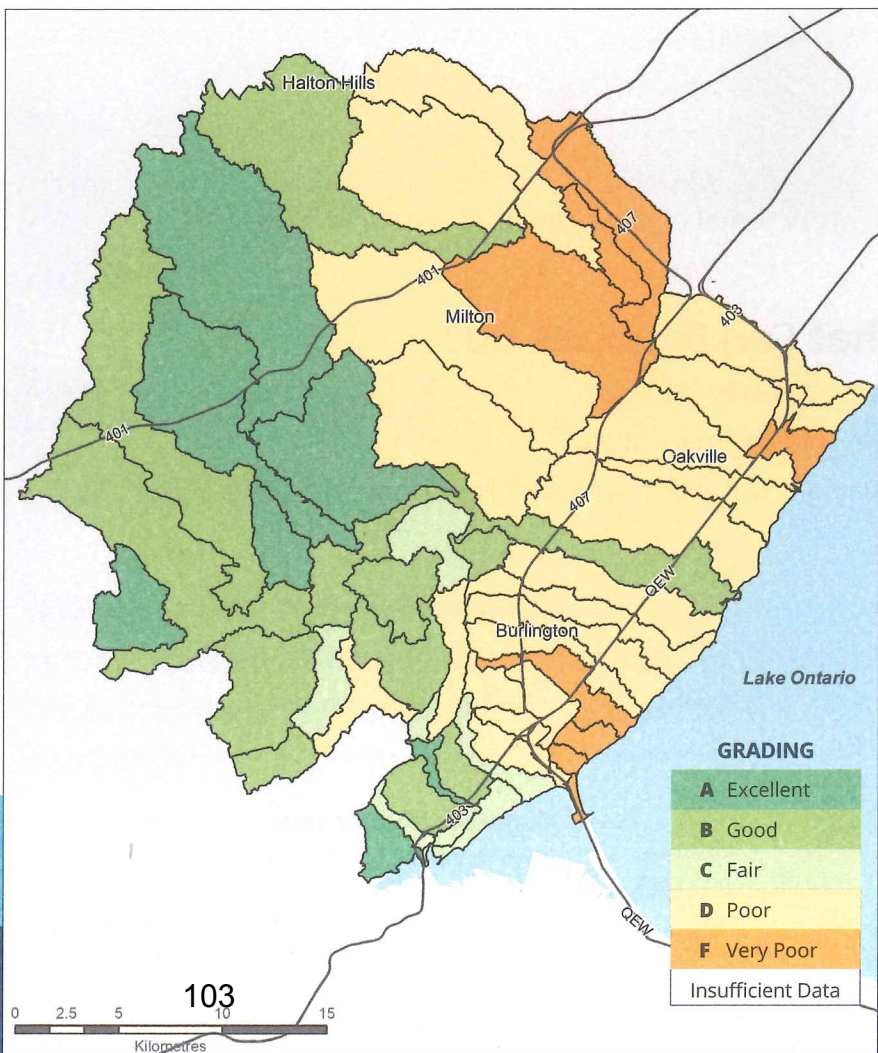 Halton Hills
407
401
Milton
403
401
Oakville
407
QEW
Burlington
Lake Ontario
GRADING
A Excellent
B Good
C Fair
D Poor
F Very Poor
Insufficient Data
403
QEW
hat
103
0 2.5 5 10 15
Kilometres